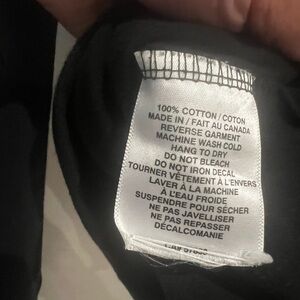 100% COTTON / COTON
MADE IN / FAIT AU CANADA
REVERSE GARMENT
MACHINE WASH COLD
HANG TO DRY
DO NOT BLEACH
DO NOT IRON DECAL
TOURNER VÊTEMENT À L'ENVERS
LAVER À LA MACHINE
À L'EAU FROIDE
SUSPENDRE POUR SÉCHER
NE PAS JAVELLISER
NE PAS REPASSER
DÉCALCOMANIE